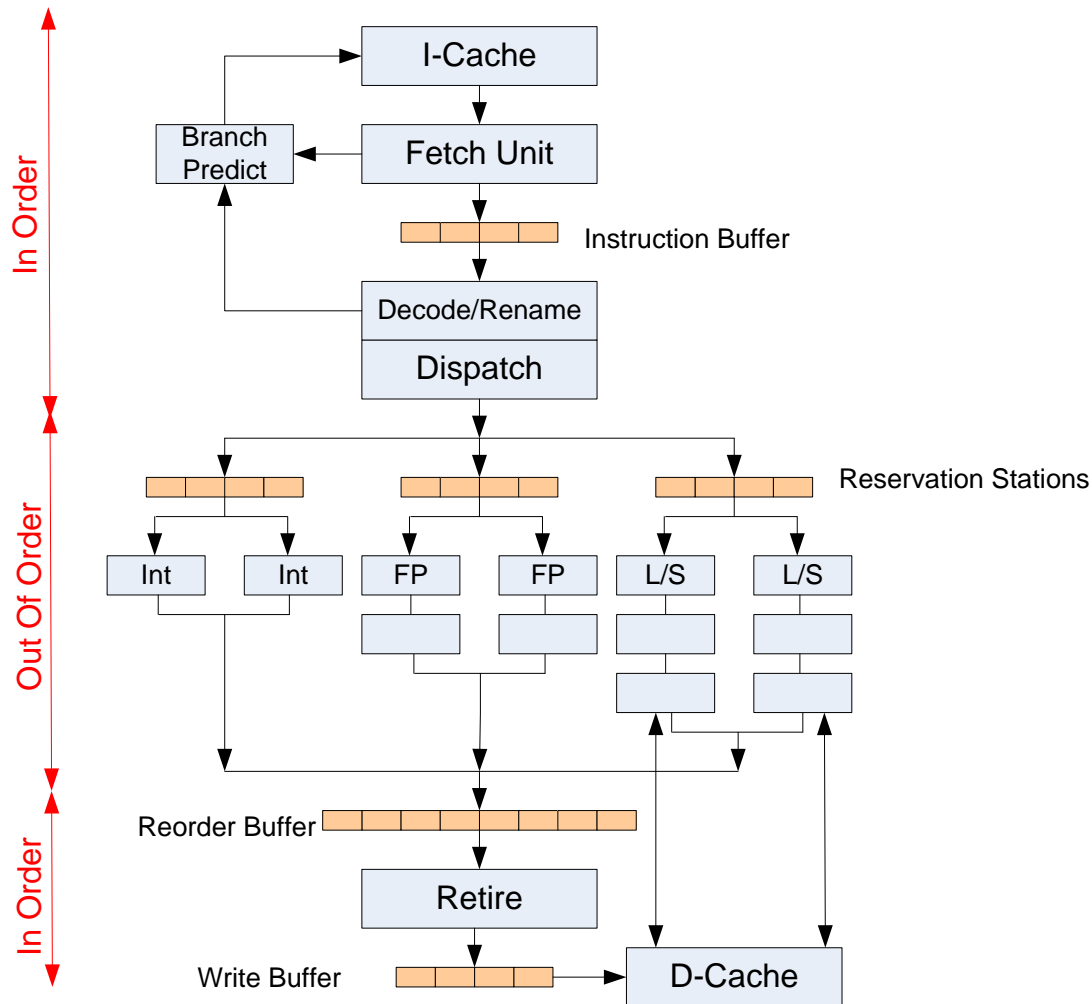 I-Cache
Branch
Predict
Fetch Unit
In Order
Instruction Buffer
Decode/Rename
Dispatch
Reservation Stations
Out Of Order
Int
Int
FP
FP
L/S
L/S
Reorder Buffer
In Order
Retire
Write Buffer
D-Cache